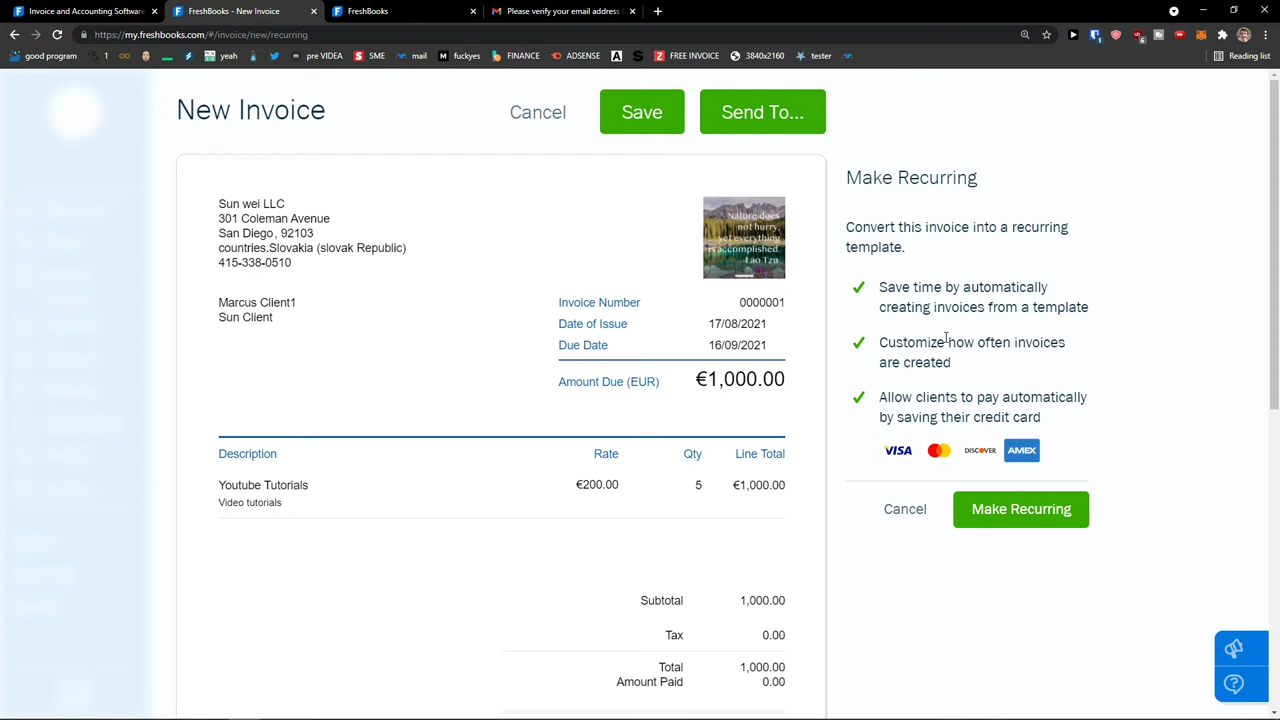 Invoice and Accounting Software
FreshBooks - New Invoice
FreshBooks
Please verify your email address
https://my.freshbooks.com/#/invoice/new/recurring
good program
1
yeah
pre VIDEA
SME
mail
fuckyes
FINANCE
ADSENSE
FREE INVOICE
3840x2160
tester
Reading list
New Invoice
Cancel
Save
Send To...
Sun wei LLC
301 Coleman Avenue
San Diego, 92103
countries.Slovakia (slovak Republic)
415-338-0510
Nature does
not hurry,
yet everything
is accomplished.
Lao Tzu
Marcus Client1
Sun Client
Invoice Number 0000001
Date of Issue 17/08/2021
Due Date 16/09/2021
Amount Due (EUR) €1,000.00
Description Rate Qty Line Total
Youtube Tutorials €200.00 5 €1,000.00
Video tutorials
Subtotal 1,000.00
Tax 0.00
Total 1,000.00
Amount Paid 0.00
Make Recurring
Convert this invoice into a recurring
template.
Save time by automatically
creating invoices from a template
Customize how often invoices
are created
Allow clients to pay automatically
by saving their credit card
VISA DISCOVER AMEX
Cancel
Make Recurring